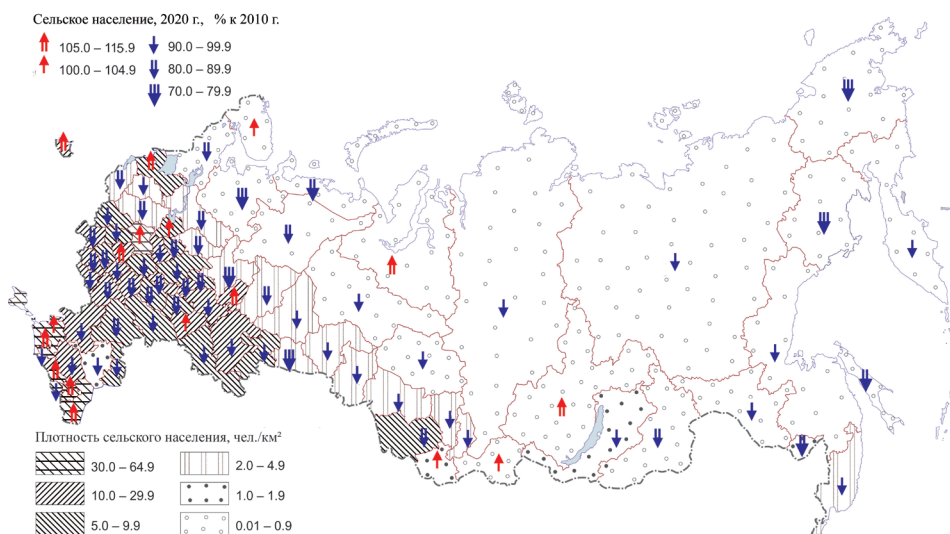 Сельское население, 2020 г., % к 2010 г.
105.0 – 115.9
90.0 – 99.9
100.0 – 104.9
80.0 – 89.9
70.0 – 79.9
Плотность сельского населения, чел./км²
30.0 – 64.9
2.0 – 4.9
10.0 – 29.9
1.0 – 1.9
5.0 – 9.9
0.01 – 0.9